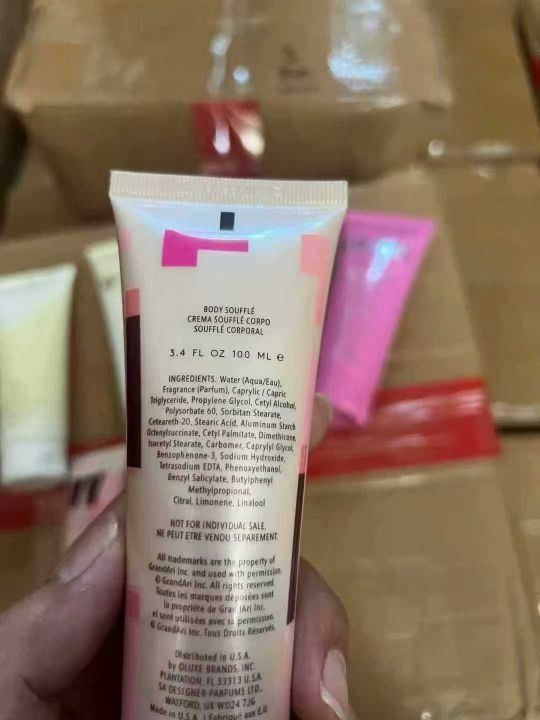 BODY SOUFFLÉ
CREMA SOUFFLÉ CORPO
SOUFFLÉ CORPORAL
3.4 FL OZ 100 ML e
INGREDIENTS: Water (Aqua/Eau),
Fragrance (Parfum), Caprylic / Capric
Triglyceride, Propylene Glycol, Cetyl Alcohol,
Polysorbate 60, Sorbitan Stearate,
Ceteareth-20, Stearic Acid, Aluminum Starch
Octenylsuccinate, Cetyl Palmitate, Dimethicone,
Isocetyl Stearate, Carbomer, Caprylyl Glycol,
Benzophenone-3, Sodium Hydroxide,
Tetrasodium EDTA, Phenoxyethanol,
Benzyl Salicylate, Butylphenyl
Methylpropional,
Citral, Limonene, Linalool
NOT FOR INDIVIDUAL SALE.
NE PEUT ETRE VENDU SEPAREMENT.
All trademarks are the property of
GrandAri Inc. and used with permission.
© GrandAri Inc. All rights reserved.
Toutes les marques déposées sont
la propriété de GrandAri Inc.
et sont utilisées avec sa permission.
© GrandAri Inc. Tous Droits Réservés.
Distributed in U.S.A.
by DLUXE BRANDS, INC.
PLANTATION, FL 33313 U.S.A.
SA DESIGNER PARFUMS LTD.,
WATFORD, UK WD24 7JG
Made in U.S.A. | Fabriqué aux E.U.